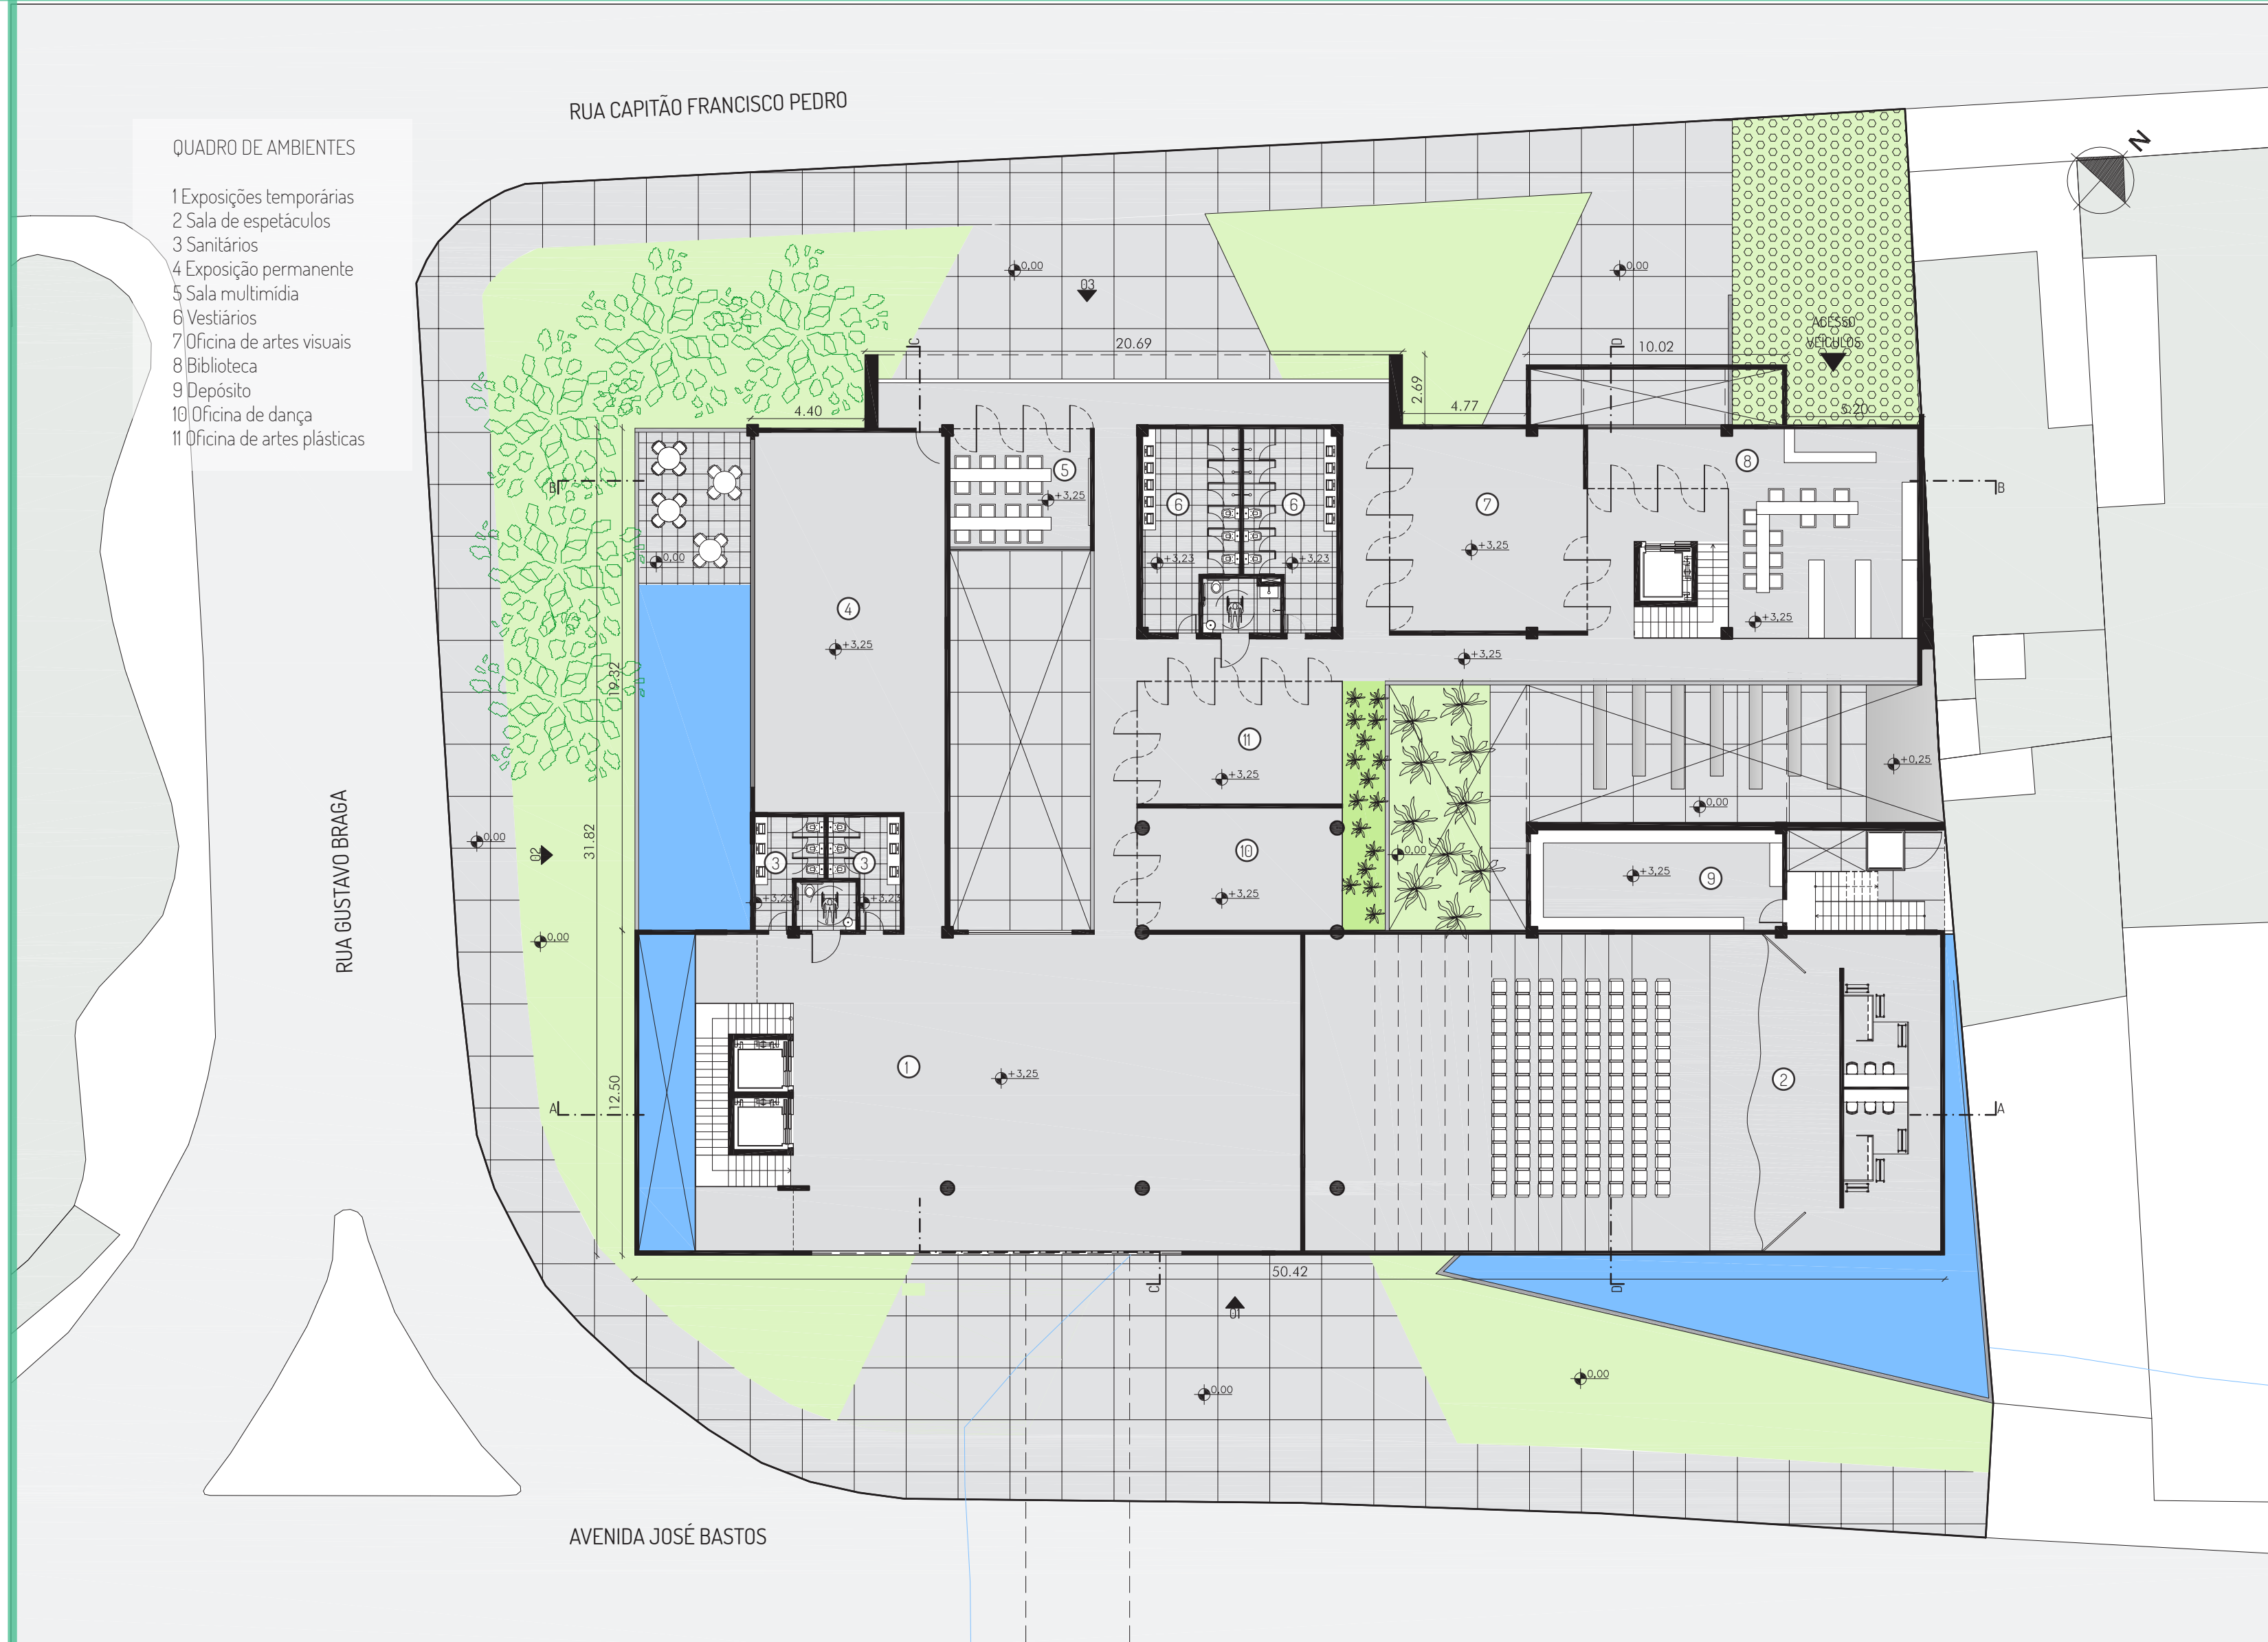 RUA CAPITÃO FRANCISCO PEDRO
QUADRO DE AMBIENTES
1 Exposições temporárias
2 Sala de espetáculos
3 Sanitários
4 Exposição permanente
5 Sala multimídia
6 Vestiários
7 Oficina de artes visuais
8 Biblioteca
9 Depósito
10 Oficina de dança
11 Oficina de artes plásticas
N
0,00
0,00
03
ACESSO
VEÍCULOS
C
20.69
D
10.02
2.69
4.40
4.77
5.20
B
5
+3,25
6
6
7
8
B
0,00
+3,23
+3,23
+3,25
4
+3,25
+3,25
+3,25
19.32
11
+3,25
+0,25
0,00
RUA GUSTAVO BRAGA
0,00
02
31.82
3
3
10
0,00
+3,25
9
+3,23
+3,23
+3,25
0,00
1
+3,25
2
12.50
A
A
50.42
C
D
01
0,00
0,00
AVENIDA JOSÉ BASTOS